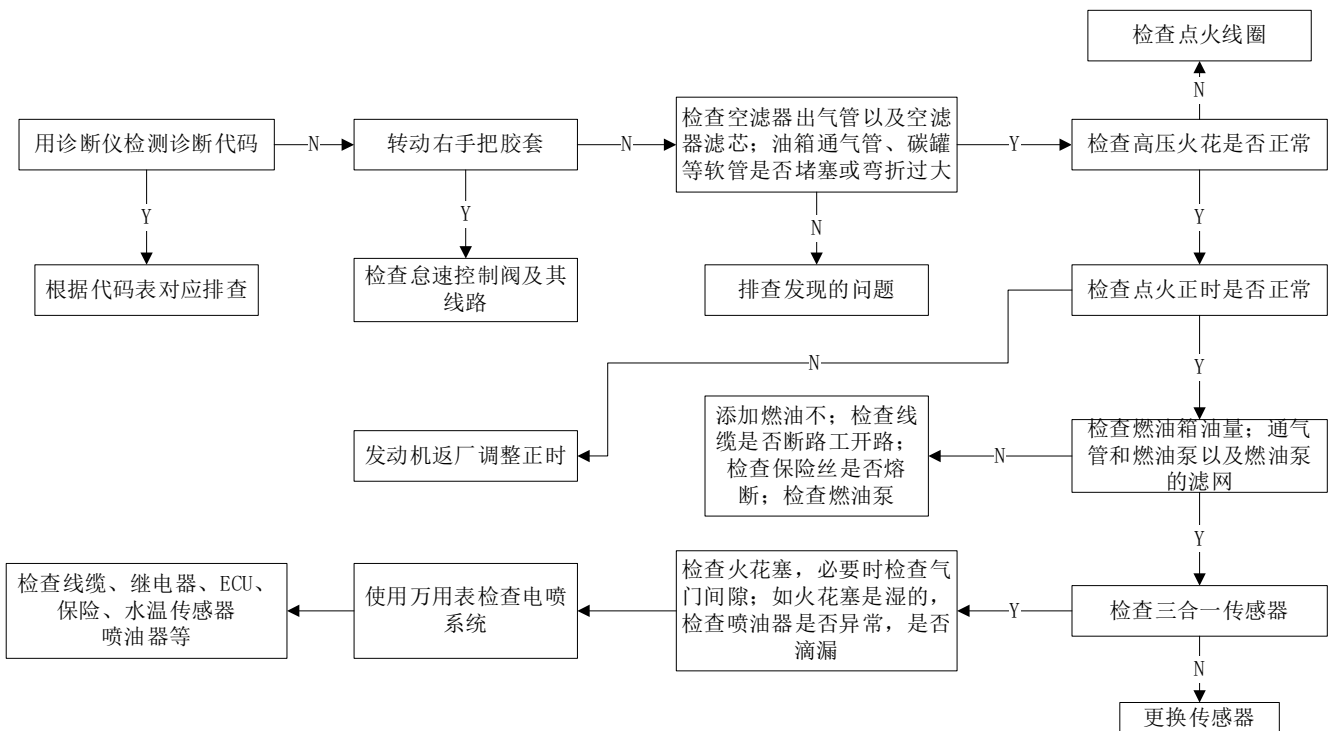 检查点火线圈
N
用诊断仪检测诊断代码
N
转动右手把胶套
N
检查空滤器出气管以及空滤
器滤芯；油箱通气管、碳罐
等软管是否堵塞或弯折过大
Y
检查高压火花是否正常
Y
Y
N
Y
根据代码表对应排查
检查怠速控制阀及其
线路
排查发现的问题
检查点火正时是否正常
N
Y
发动机返厂调整正时
添加燃油不；检查线
缆是否断路工开路；
检查保险丝是否熔
断；检查燃油泵
N
检查燃油箱油量；通气
管和燃油泵以及燃油泵
的滤网
Y
检查线缆、继电器、ECU、
保险、水温传感器
喷油器等
使用万用表检查电喷
系统
检查火花塞，必要时检查气
门间隙；如火花塞是湿的，
检查喷油器是否异常，是否
滴漏
Y
检查三合一传感器
N
更换传感器